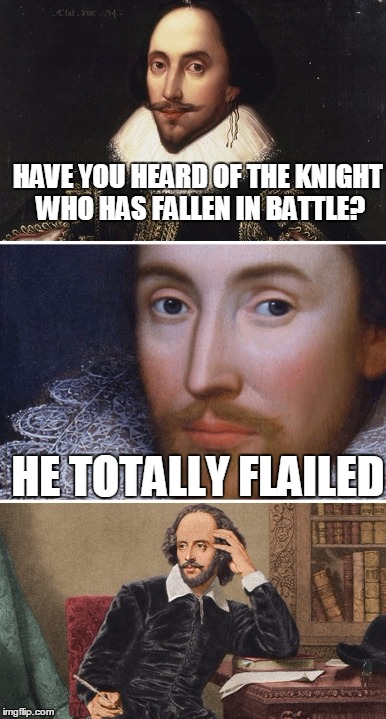 HAVE YOU HEARD OF THE KNIGHT
WHO HAS FALLEN IN BATTLE?
HE TOTALLY FLAILED
imgflip.com